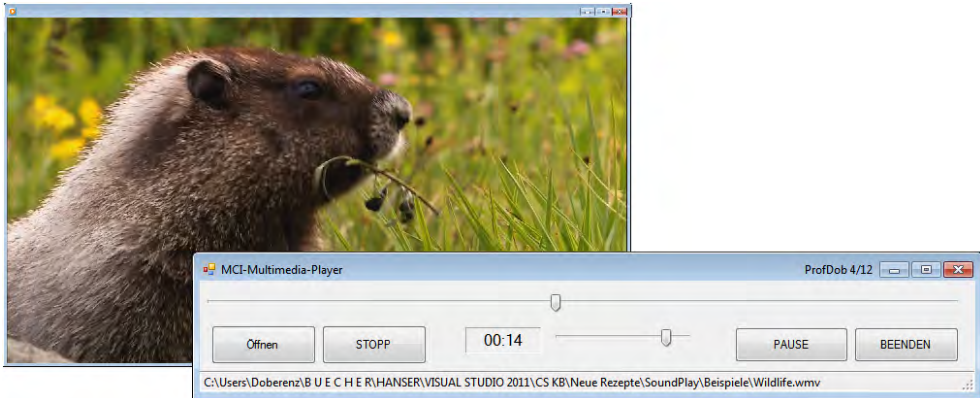 MCI-Multimedia-Player ProfDob 4/12
Öffnen STOPP 00:14 PAUSE BEENDEN
C:\Users\Doberenz\B U E C H E R\HANSER\VISUAL STUDIO 2011\CS KB\Neue Rezepte\SoundPlay\Beispiele\Wildlife.wmv